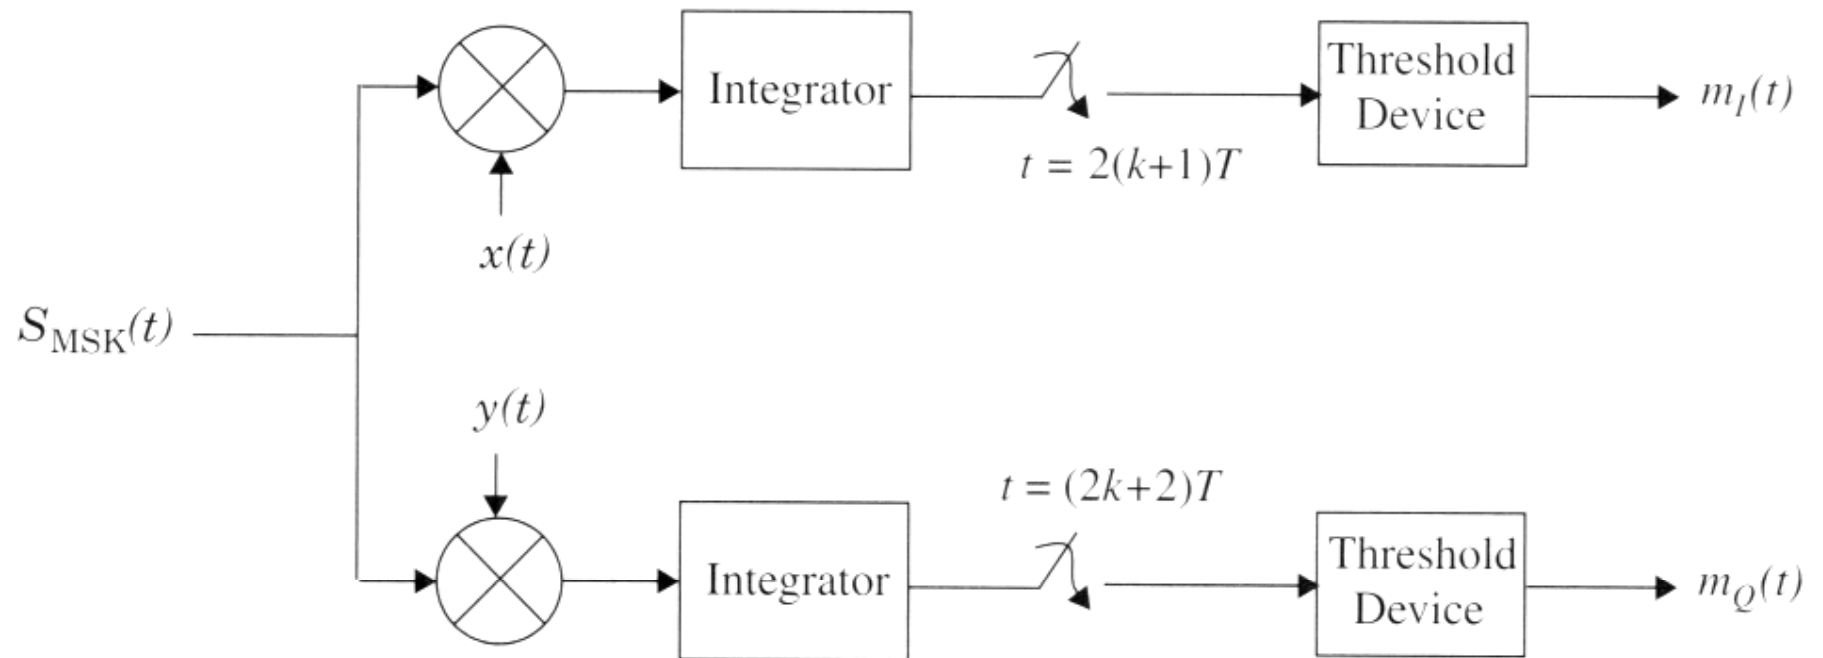 Integrator
Threshold
Device
m_I(t)
t = 2(k+1)T
x(t)
S_MSK(t)
y(t)
t = (2k+2)T
Integrator
Threshold
Device
m_Q(t)